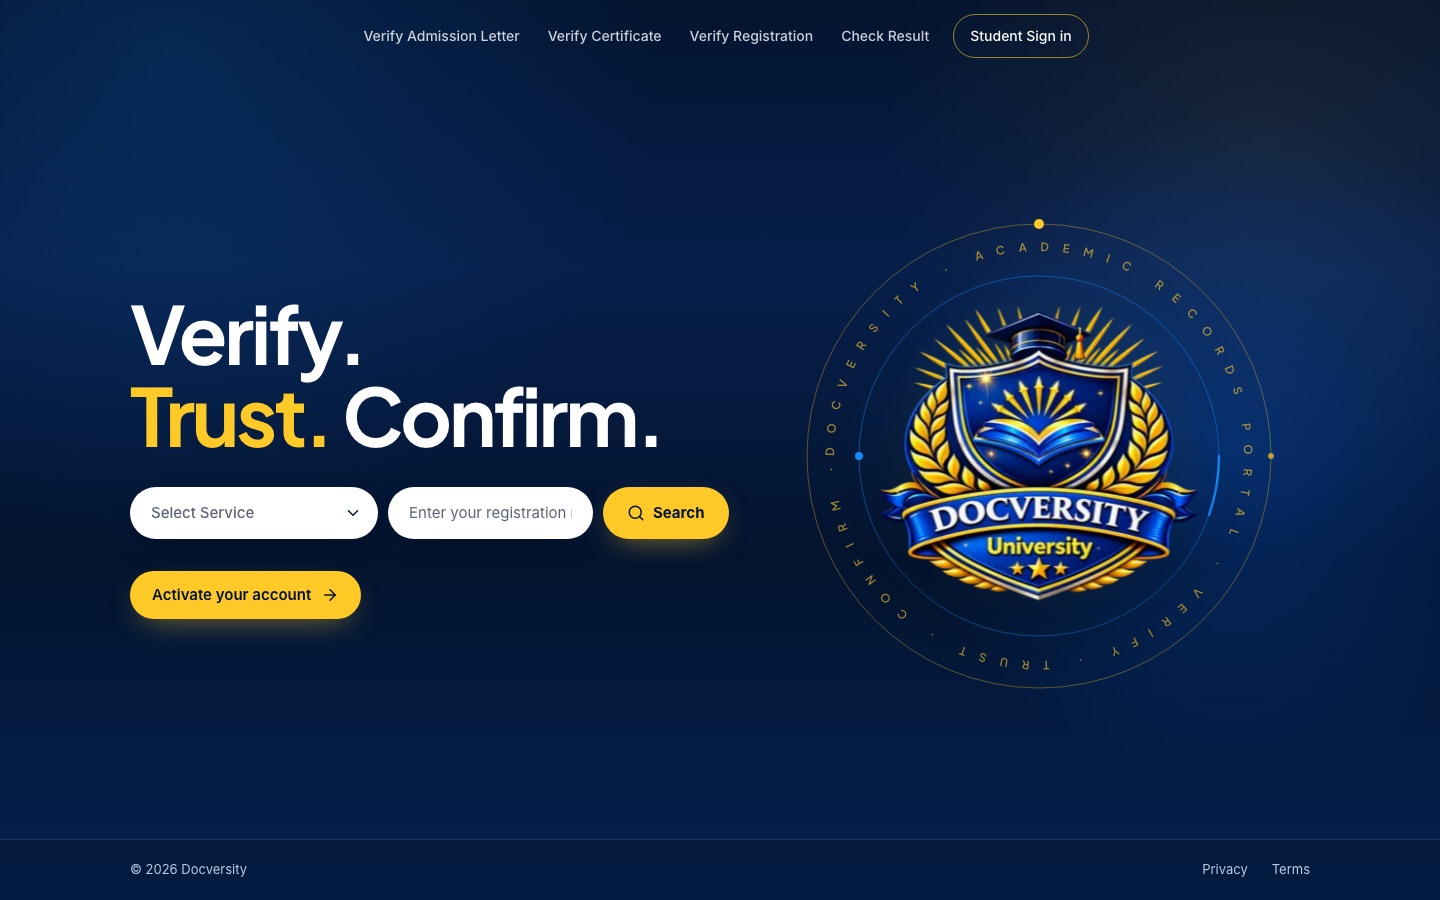 Verify Admission Letter
Verify Certificate
Verify Registration
Check Result
Student Sign in
Verify.
Trust. Confirm.
Select Service
Enter your registration
Search
Activate your account
· DOCVERSITY · ACADEMIC RECORDS PORTAL · VERIFY · TRUST · CONFIRM
DOCVERSITY
University
© 2026 Docversity
Privacy
Terms